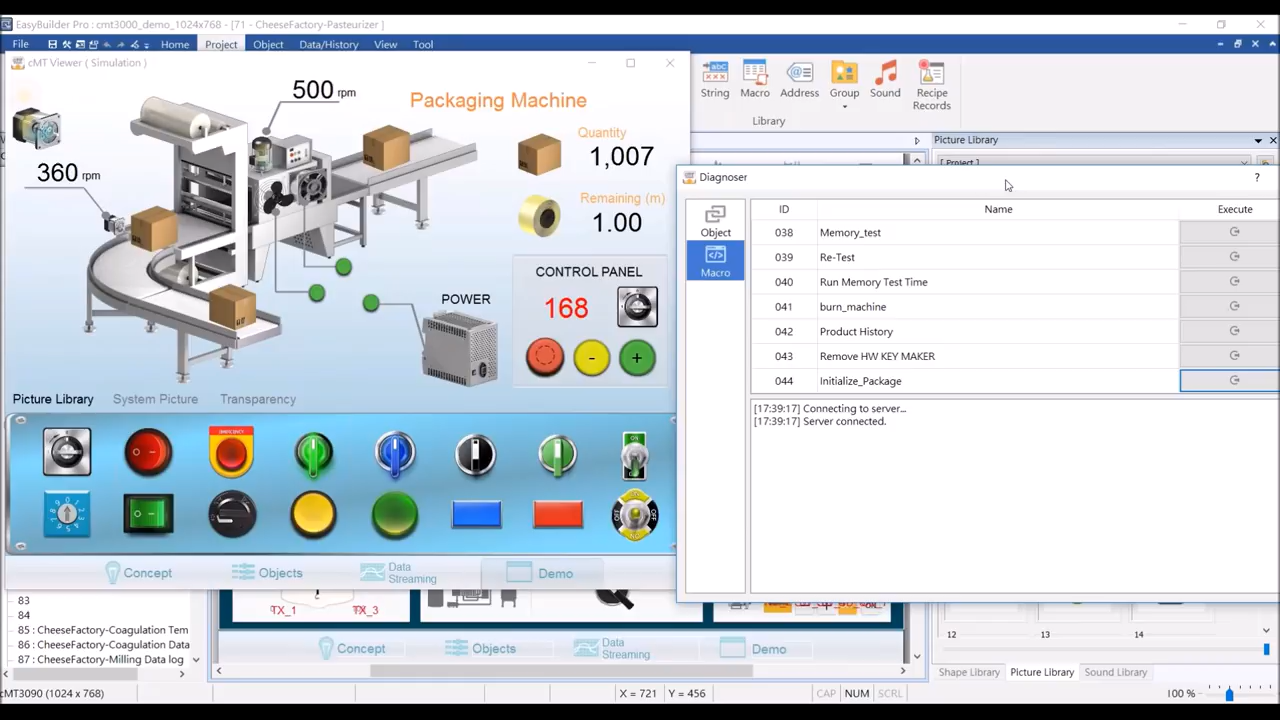 EasyBuilder Pro : cmt3000_demo_1024x768 - [71 - CheeseFactory-Pasteurizer ]
File Home Project Object Data/History View Tool
cMT Viewer ( Simulation )
String Macro Address Group Sound Recipe Records
Library
Picture Library
[ Project ]
500 rpm
Packaging Machine
Quantity
1,007
360 rpm
Remaining (m)
1.00
CONTROL PANEL
168
POWER
- +
Picture Library System Picture Transparency
EMERGENCY
ON
Concept Objects Data Streaming Demo
Diagnoser ?
Object
Macro
ID Name Execute
038 Memory_test
039 Re-Test
040 Run Memory Test Time
041 burn_machine
042 Product History
043 Remove HW KEY MAKER
044 Initialize_Package
[17:39:17] Connecting to server...
[17:39:17] Server connected.
83
84
85 : CheeseFactory-Coagulation Tem
86 : CheeseFactory-Coagulation Data
87 : CheeseFactory-Milling Data log
TX_1 TX_3
Concept Objects Data Streaming Demo
12 13 14
Shape Library Picture Library Sound Library
cMT3090 (1024 x 768) X = 721 Y = 456 CAP NUM SCRL 100 %